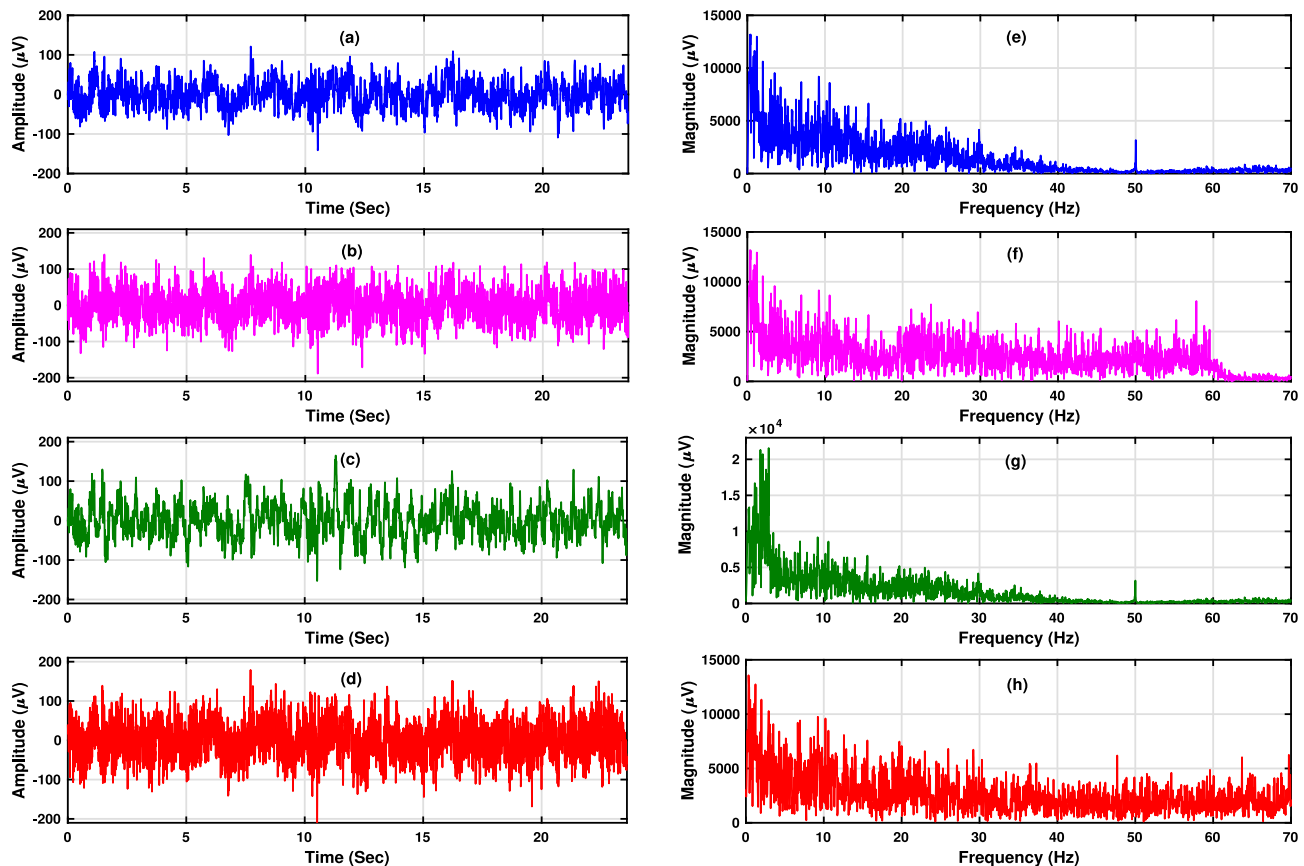 200
100
0
-100
-200
Amplitude (μV)
(a)
0 5 10 15 20
Time (Sec)
15000
10000
5000
0
Magnitude (μV)
(e)
0 10 20 30 40 50 60 70
Frequency (Hz)
200
100
0
-100
-200
Amplitude (μV)
(b)
0 5 10 15 20
Time (Sec)
15000
10000
5000
0
Magnitude (μV)
(f)
0 10 20 30 40 50 60 70
Frequency (Hz)
200
100
0
-100
-200
Amplitude (μV)
(c)
0 5 10 15 20
Time (Sec)
×10⁴
2
1.5
1
0.5
0
Magnitude (μV)
(g)
0 10 20 30 40 50 60 70
Frequency (Hz)
200
100
0
-100
-200
Amplitude (μV)
(d)
0 5 10 15 20
Time (Sec)
15000
10000
5000
0
Magnitude (μV)
(h)
0 10 20 30 40 50 60 70
Frequency (Hz)